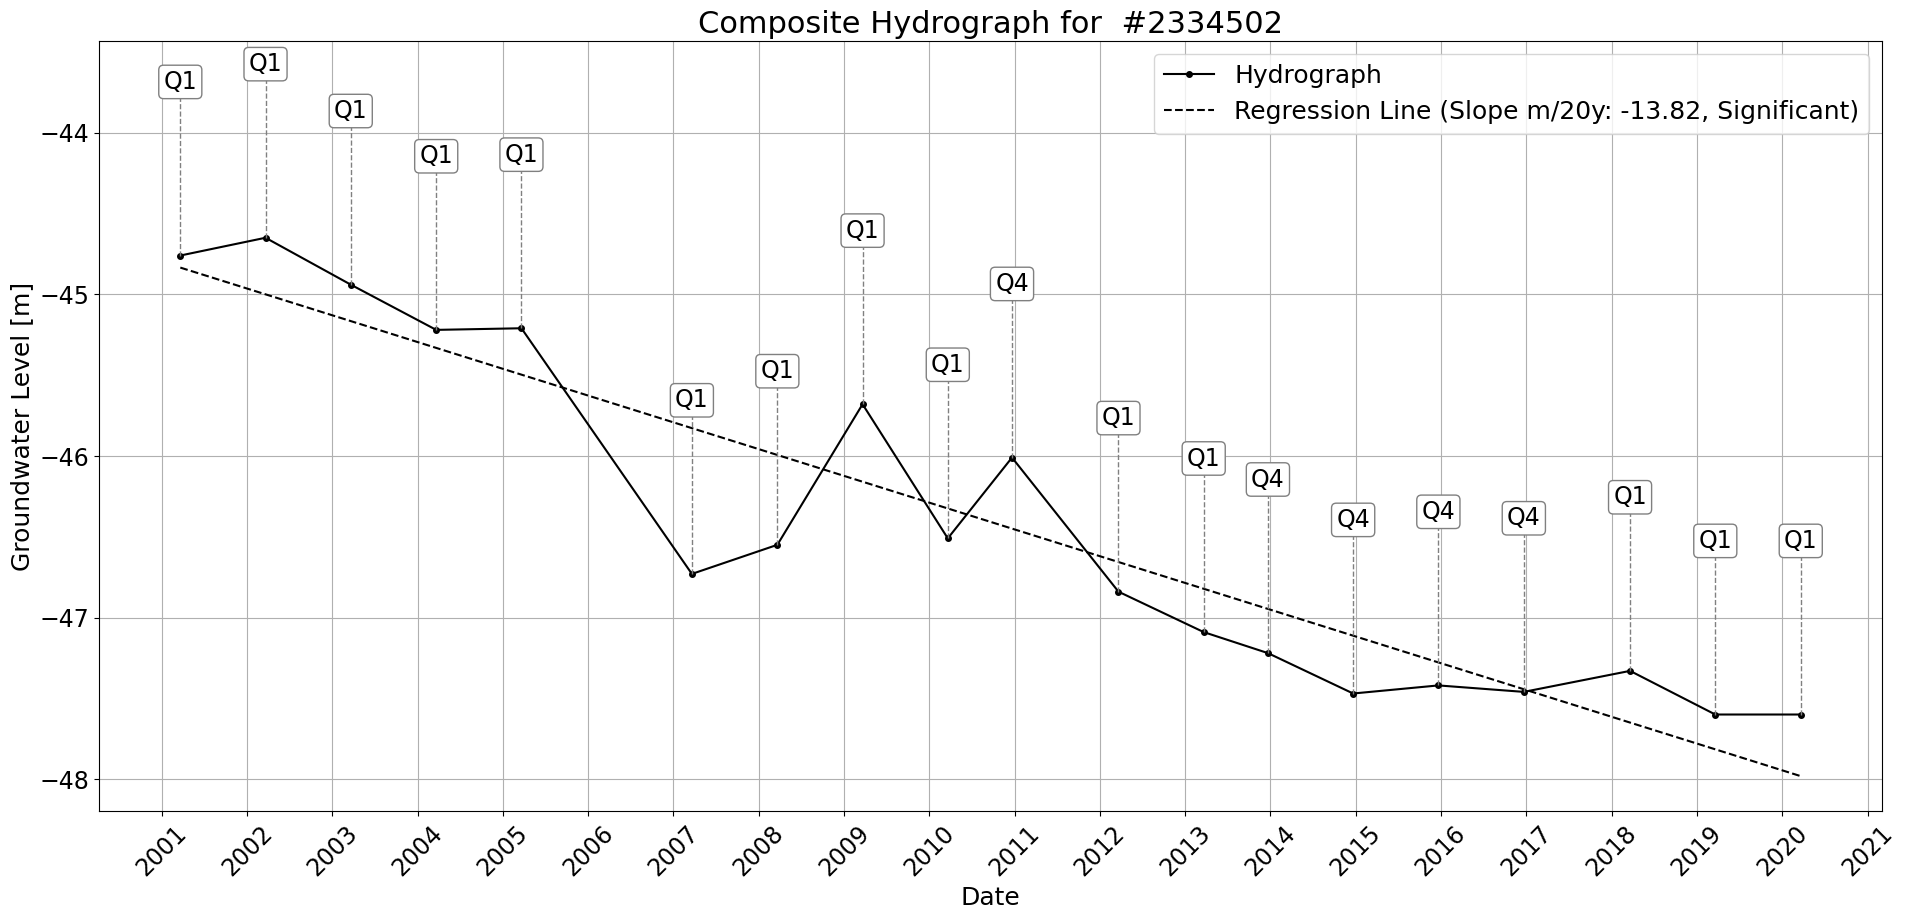 Composite Hydrograph for  #2334502
Hydrograph
Regression Line (Slope m/20y: -13.82, Significant)
Q1
Q1
Q1
Q1
Q1
Q1
Q1
Q1
Q1
Q4
Q1
Q1
Q4
Q4
Q4
Q4
Q1
Q1
Q1
Groundwater Level [m]
−44
−45
−46
−47
−48
2001
2002
2003
2004
2005
2006
2007
2008
2009
2010
2011
2012
2013
2014
2015
2016
2017
2018
2019
2020
2021
Date